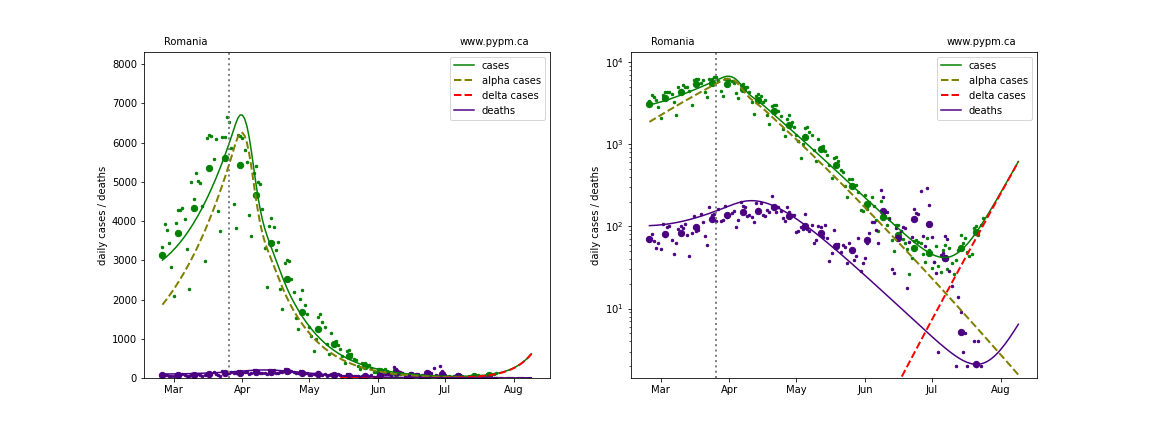 Romania www.pypm.ca
8000
7000
6000
5000
4000
3000
2000
1000
0
daily cases / deaths
cases
alpha cases
delta cases
deaths
Mar Apr May Jun Jul Aug
Romania www.pypm.ca
10⁴
10³
10²
10¹
daily cases / deaths
cases
alpha cases
delta cases
deaths
Mar Apr May Jun Jul Aug